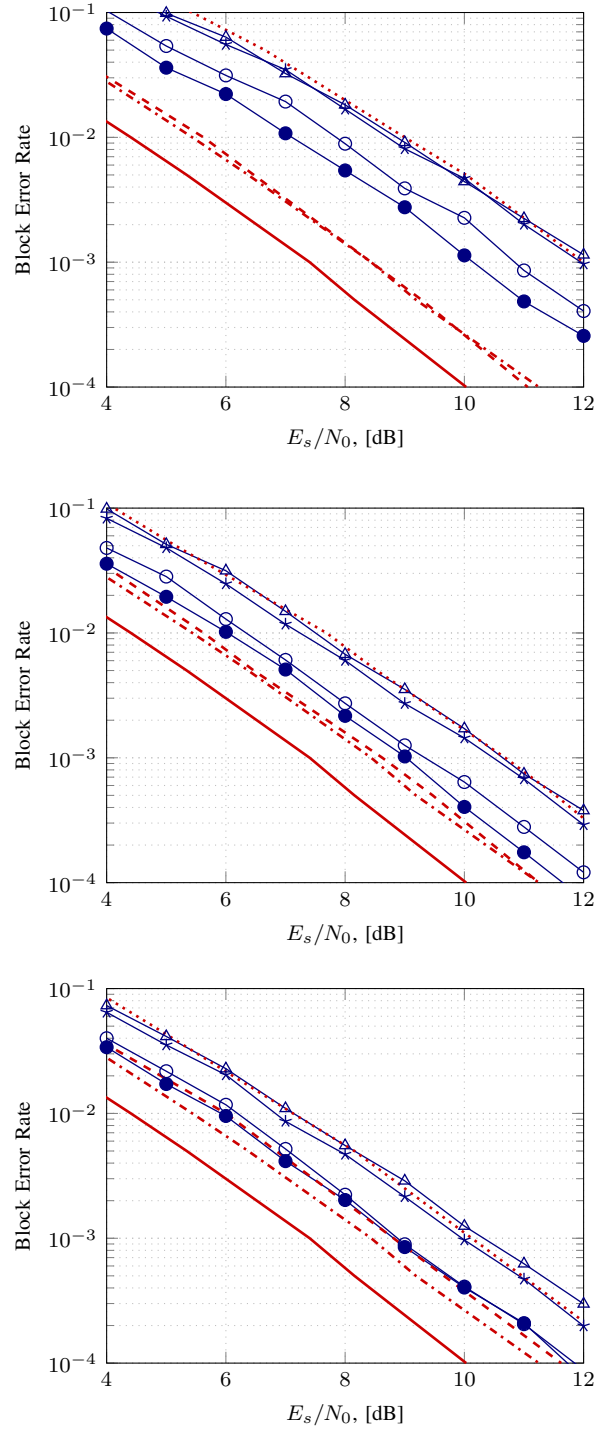 10^{-1}
10^{-2}
10^{-3}
10^{-4}
Block Error Rate
4 6 8 10 12
E_s/N_0, [dB]
10^{-1}
10^{-2}
10^{-3}
10^{-4}
Block Error Rate
4 6 8 10 12
E_s/N_0, [dB]
10^{-1}
10^{-2}
10^{-3}
10^{-4}
Block Error Rate
4 6 8 10 12
E_s/N_0, [dB]